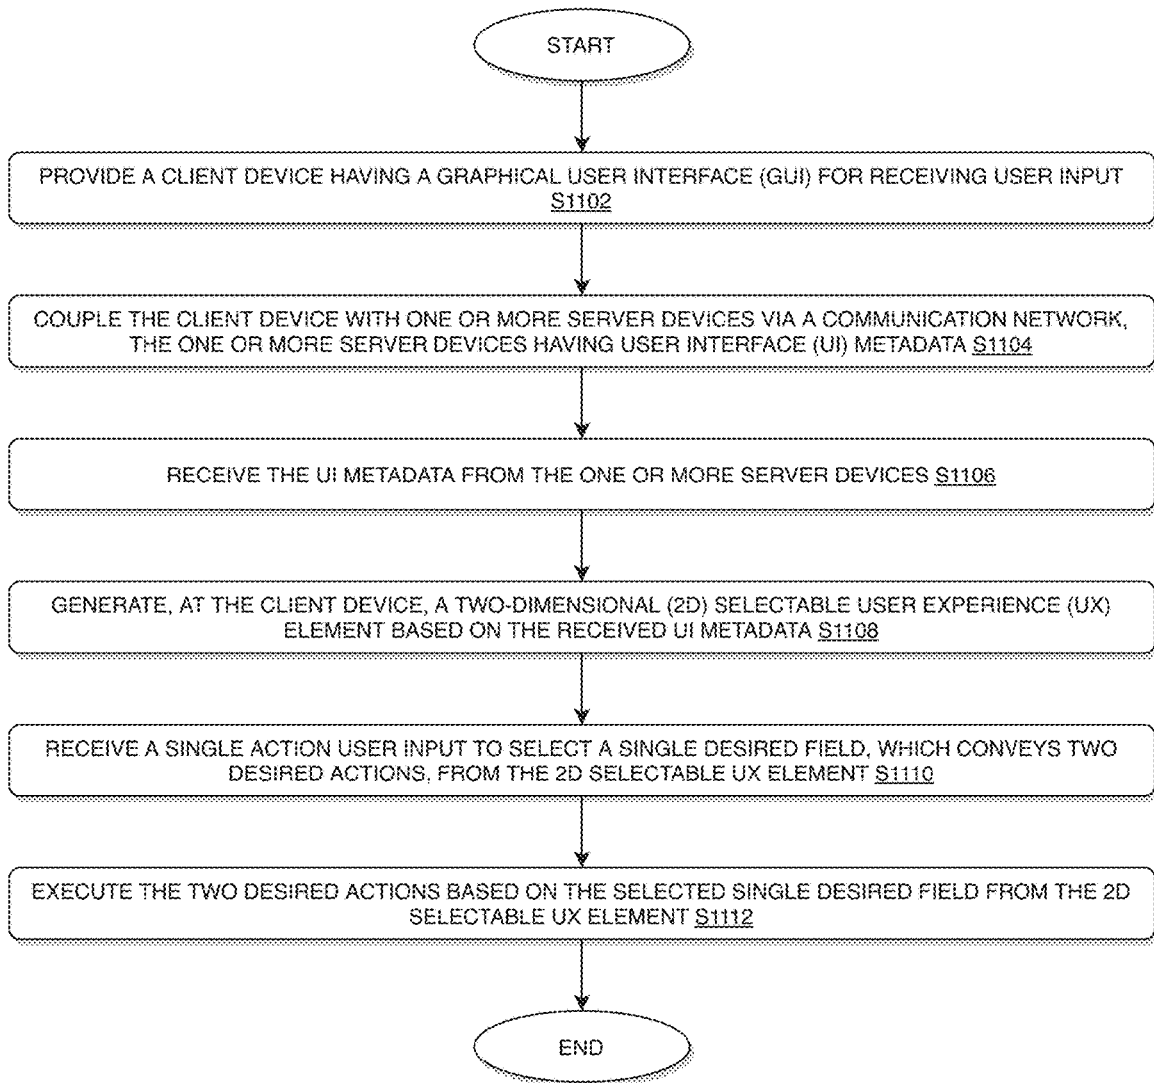 START
PROVIDE A CLIENT DEVICE HAVING A GRAPHICAL USER INTERFACE (GUI) FOR RECEIVING USER INPUT
S1102
COUPLE THE CLIENT DEVICE WITH ONE OR MORE SERVER DEVICES VIA A COMMUNICATION NETWORK,
THE ONE OR MORE SERVER DEVICES HAVING USER INTERFACE (UI) METADATA S1104
RECEIVE THE UI METADATA FROM THE ONE OR MORE SERVER DEVICES S1106
GENERATE, AT THE CLIENT DEVICE, A TWO-DIMENSIONAL (2D) SELECTABLE USER EXPERIENCE (UX)
ELEMENT BASED ON THE RECEIVED UI METADATA S1108
RECEIVE A SINGLE ACTION USER INPUT TO SELECT A SINGLE DESIRED FIELD, WHICH CONVEYS TWO
DESIRED ACTIONS, FROM THE 2D SELECTABLE UX ELEMENT S1110
EXECUTE THE TWO DESIRED ACTIONS BASED ON THE SELECTED SINGLE DESIRED FIELD FROM THE 2D
SELECTABLE UX ELEMENT S1112
END